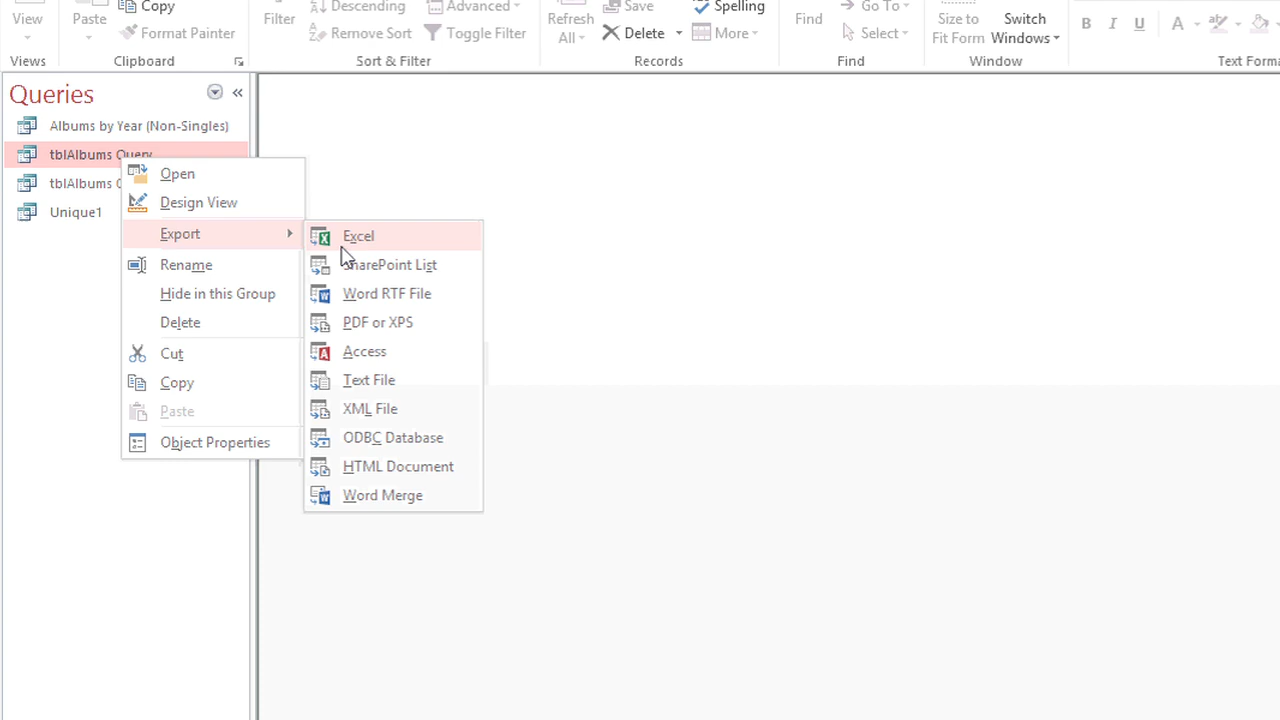 View
Paste
Copy
Format Painter
Filter
Descending
Remove Sort
Advanced
Toggle Filter
Refresh
All
Save
Delete
Spelling
More
Find
Go To
Select
Size to
Fit Form
Switch
Windows
B I U A
Views
Clipboard
Sort & Filter
Records
Find
Window
Text Forma
Queries
Albums by Year (Non-Singles)
tblAlbums Query
tblAlbums
Unique1
Open
Design View
Export
Rename
Hide in this Group
Delete
Cut
Copy
Paste
Object Properties
Excel
SharePoint List
Word RTF File
PDF or XPS
Access
Text File
XML File
ODBC Database
HTML Document
Word Merge